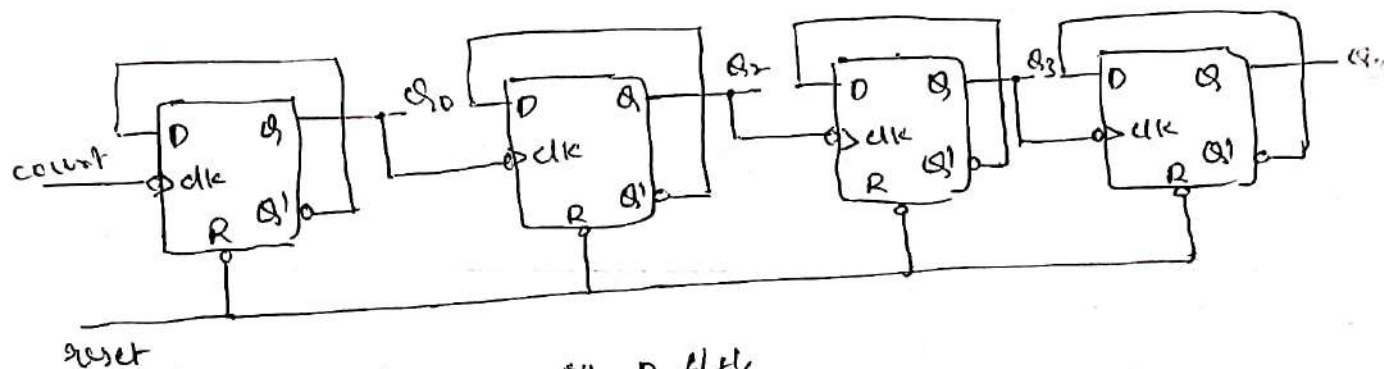 Q0 Q2 Q3
D Q D Q D Q D Q
count clk clk clk clk
Q' Q' Q' Q'
R R R R
reset